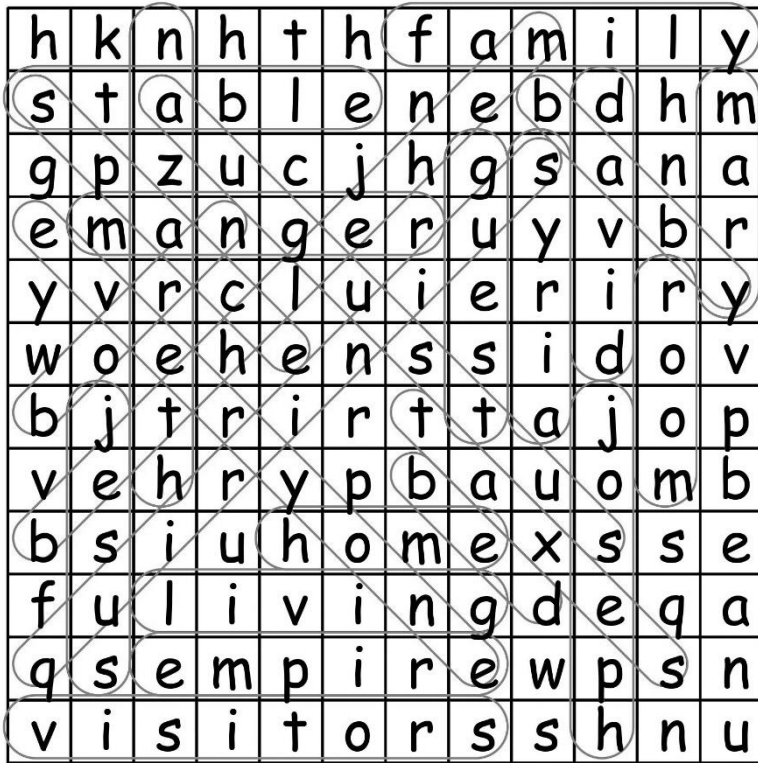 h k n h t h f a m i l y
s t a b l e n e b d h m
g p z u c j h g s a n a
e m a n g e r u y v b r
y v r c l u i e r i r y
w o e h e n s s i d o v
b j t r i r t t a j o p
v e h r y p b a u o m b
b s i u h o m e x s s e
f u l i v i n g d e q a
q s e m p i r e w p s n
v i s i t o r s s h n u